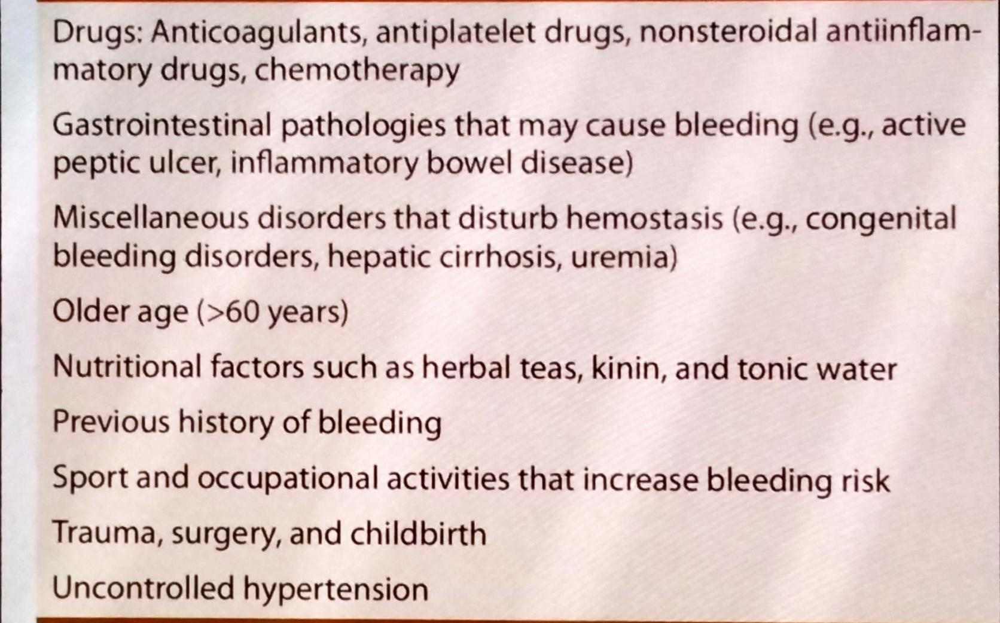 Drugs: Anticoagulants, antiplatelet drugs, nonsteroidal antiinflam-
matory drugs, chemotherapy
Gastrointestinal pathologies that may cause bleeding (e.g., active
peptic ulcer, inflammatory bowel disease)
Miscellaneous disorders that disturb hemostasis (e.g., congenital
bleeding disorders, hepatic cirrhosis, uremia)
Older age (>60 years)
Nutritional factors such as herbal teas, kinin, and tonic water
Previous history of bleeding
Sport and occupational activities that increase bleeding risk
Trauma, surgery, and childbirth
Uncontrolled hypertension